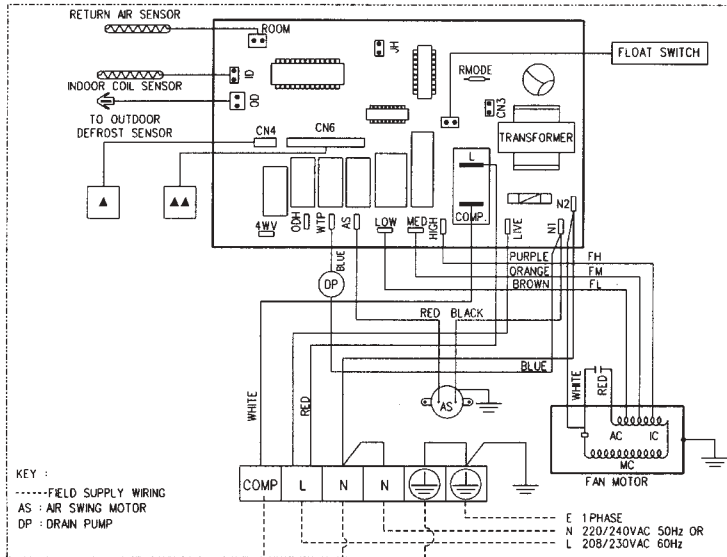 RETURN AIR SENSOR
ROOM
JH
FLOAT SWITCH
RMODE
ID
INDOOR COIL SENSOR
OD
CN3
TO OUTDOOR
DEFROST SENSOR
CN4
CN6
TRANSFORMER
L
COMP.
4WV
ODH
WTP
AS
LOW
MED
HIGH
LIVE
N1
N2
PURPLE FH
ORANGE FM
BROWN FL
BLUE
DP
RED BLACK
BLUE
WHITE
RED
AS
WHITE
RED
AC IC
MC
FAN MOTOR
COMP L N N
KEY :
------FIELD SUPPLY WIRING
AS : AIR SWING MOTOR
DP : DRAIN PUMP
E 1PHASE
N 220/240VAC 50Hz OR
L 208/230VAC 60Hz